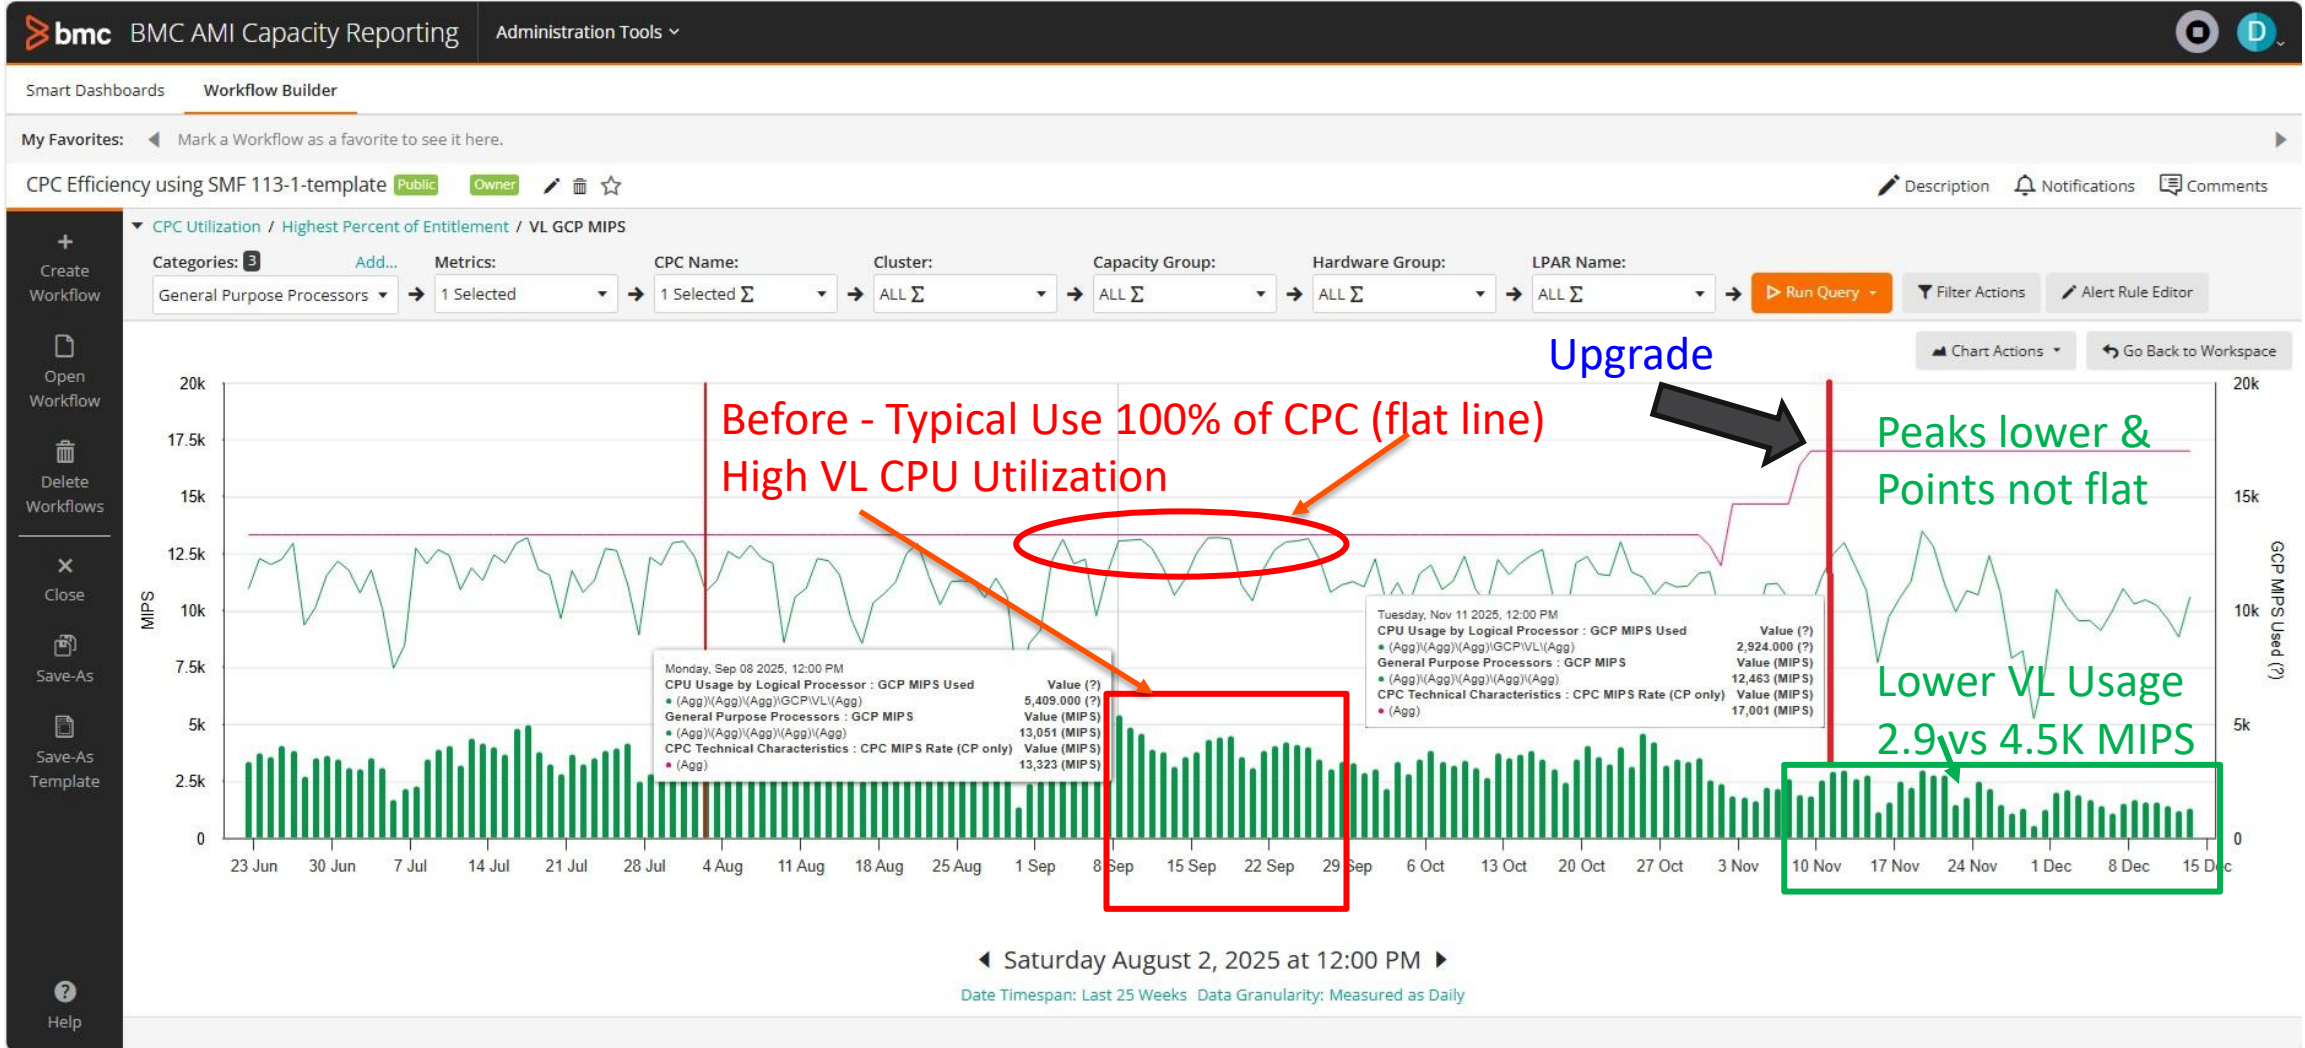 bmc BMC AMI Capacity Reporting Administration Tools D
Smart Dashboards Workflow Builder
My Favorites: Mark a Workflow as a favorite to see it here.
CPC Efficiency using SMF 113-1-template Public Owner Description Notifications Comments
CPC Utilization / Highest Percent of Entitlement / VL GCP MIPS
Categories: 3 Add... Metrics: CPC Name: Cluster: Capacity Group: Hardware Group: LPAR Name:
General Purpose Processors 1 Selected 1 Selected Σ ALL Σ ALL Σ ALL Σ ALL Σ Run Query Filter Actions Alert Rule Editor
Chart Actions Go Back to Workspace
Create
Workflow
Open
Workflow
Delete
Workflows
Close
Save-As
Save-As
Template
Help
Upgrade
Before - Typical Use 100% of CPC (flat line)
High VL CPU Utilization
Peaks lower &
Points not flat
Lower VL Usage
2.9 vs 4.5K MIPS
MIPS
20k
17.5k
15k
12.5k
10k
7.5k
5k
2.5k
0
Monday, Sep 08 2025, 12:00 PM
CPU Usage by Logical Processor : GCP MIPS Used Value (?)
(Agg)\(Agg)\(Agg)\GCP\VL\(Agg) 5,409.000 (?)
General Purpose Processors : GCP MIPS Value (MIPS)
(Agg)\(Agg)\(Agg)\(Agg)\(Agg) 13,051 (MIPS)
CPC Technical Characteristics : CPC MIPS Rate (CP only) Value (MIPS)
(Agg) 13,323 (MIPS)
Tuesday, Nov 11 2025, 12:00 PM
CPU Usage by Logical Processor : GCP MIPS Used Value (?)
(Agg)\(Agg)\(Agg)\GCP\VL\(Agg) 2,924.000 (?)
General Purpose Processors : GCP MIPS Value (MIPS)
(Agg)\(Agg)\(Agg)\(Agg)\(Agg) 12,463 (MIPS)
CPC Technical Characteristics : CPC MIPS Rate (CP only) Value (MIPS)
(Agg) 17,001 (MIPS)
20k
15k
10k
5k
0
GCP MIPS Used (?)
23 Jun 30 Jun 7 Jul 14 Jul 21 Jul 28 Jul 4 Aug 11 Aug 18 Aug 25 Aug 1 Sep 8 Sep 15 Sep 22 Sep 29 Sep 6 Oct 13 Oct 20 Oct 27 Oct 3 Nov 10 Nov 17 Nov 24 Nov 1 Dec 8 Dec 15 Dec
Saturday August 2, 2025 at 12:00 PM
Date Timespan: Last 25 Weeks Data Granularity: Measured as Daily